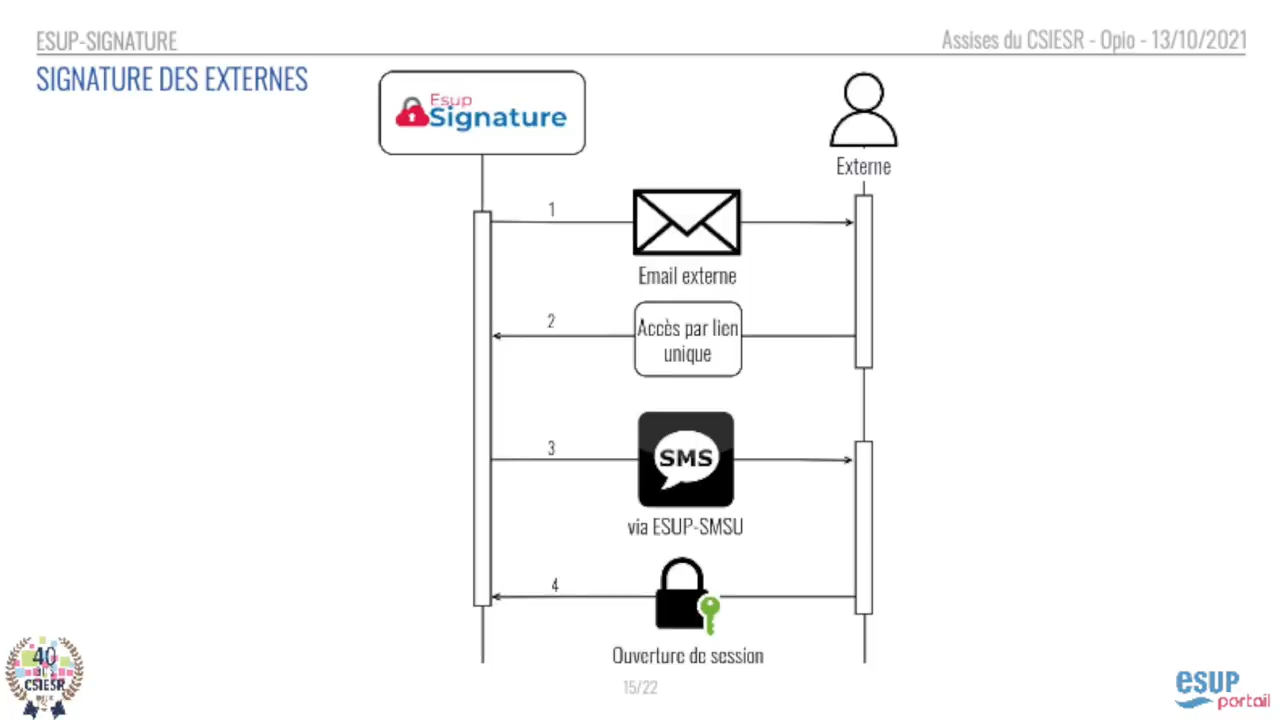 ESUP-SIGNATURE
Assises du CSIESR - Opio - 13/10/2021
SIGNATURE DES EXTERNES
Esup
Signature
Externe
1
Email externe
2
Accès par lien
unique
3
SMS
via ESUP-SMSU
4
Ouverture de session
40
ans
CSIESR
15/22
esup
portail